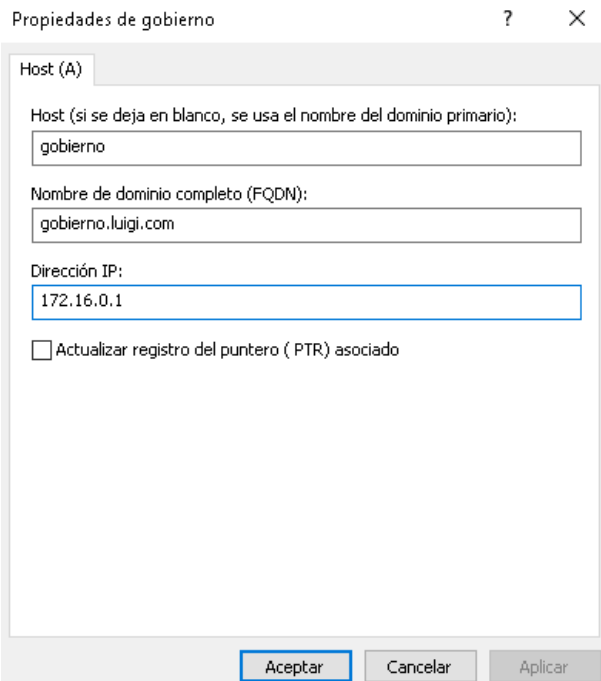 Propiedades de gobierno ? ×
Host (A)
Host (si se deja en blanco, se usa el nombre del dominio primario):
gobierno
Nombre de dominio completo (FQDN):
gobierno.luigi.com
Dirección IP:
172.16.0.1
Actualizar registro del puntero ( PTR) asociado
Aceptar Cancelar Aplicar